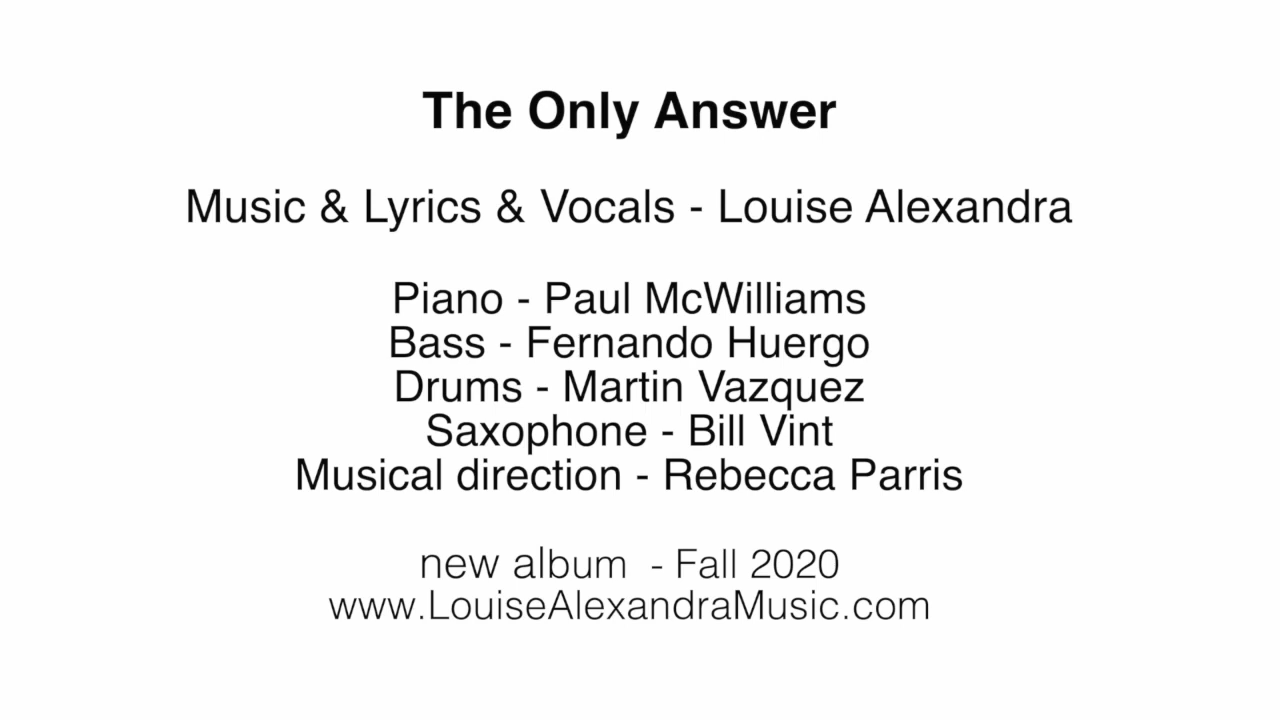 The Only Answer
Music & Lyrics & Vocals - Louise Alexandra
Piano - Paul McWilliams
Bass - Fernando Huergo
Drums - Martin Vazquez
Saxophone - Bill Vint
Musical direction - Rebecca Parris
new album - Fall 2020
www.LouiseAlexandraMusic.com